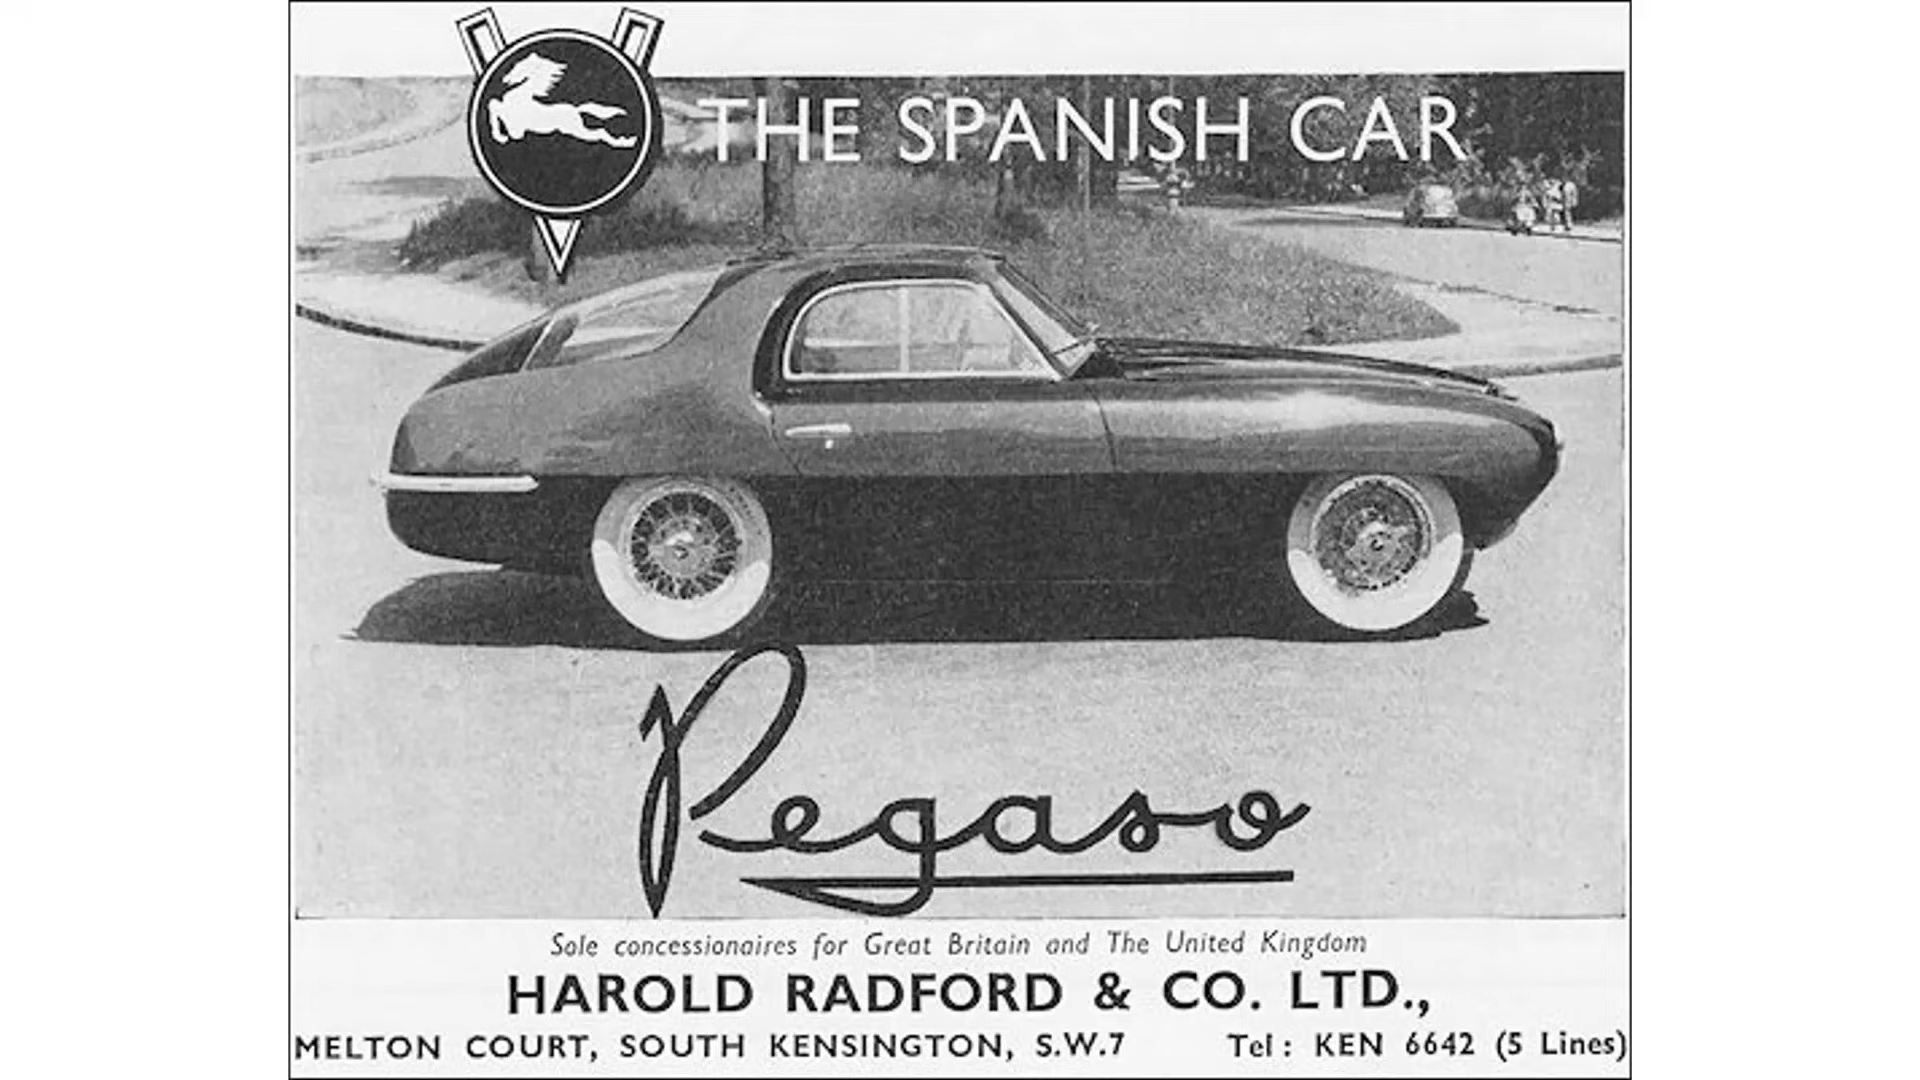 THE SPANISH CAR
Pegaso
Sole concessionaires for Great Britain and The United Kingdom
HAROLD RADFORD & CO. LTD.,
MELTON COURT, SOUTH KENSINGTON, S.W.7 Tel: KEN 6642 (5 Lines)